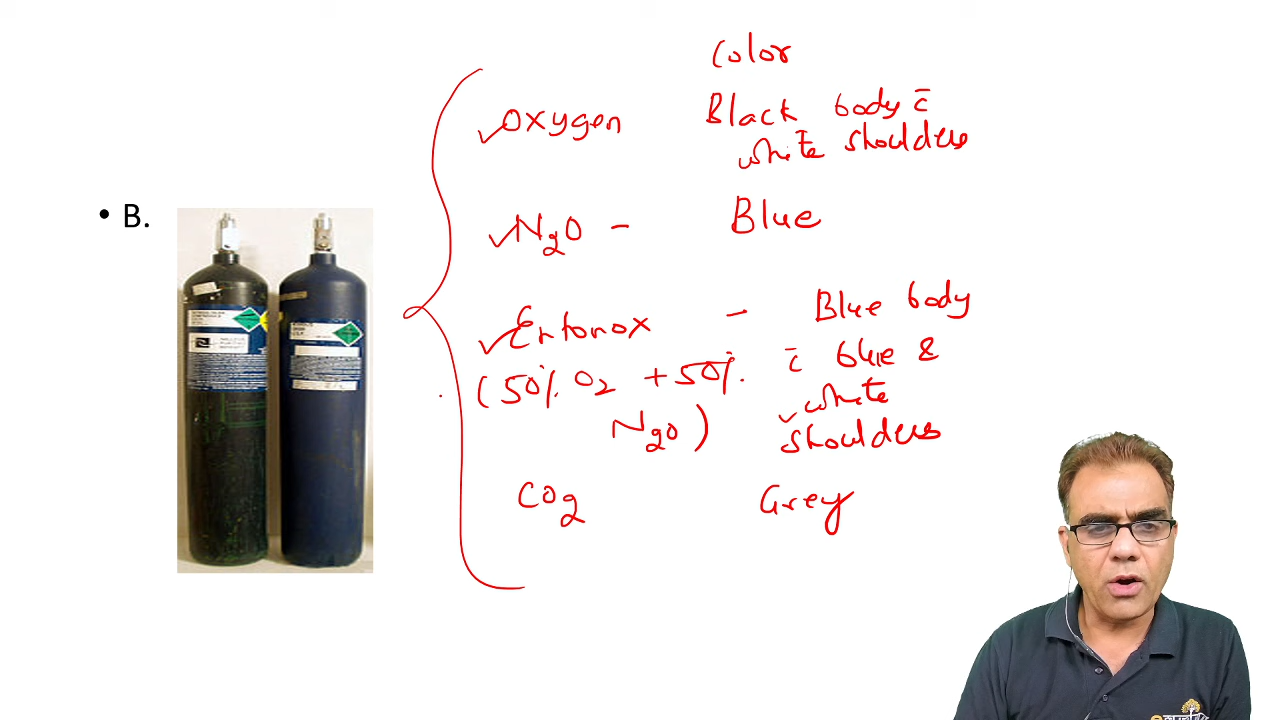 Color
Oxygen Black body c̄
white shoulders
• B.
N2O - Blue
Entonox - Blue body
(50% O2 + 50% c̄ blue &
N2O) white
shoulders
CO2 Grey